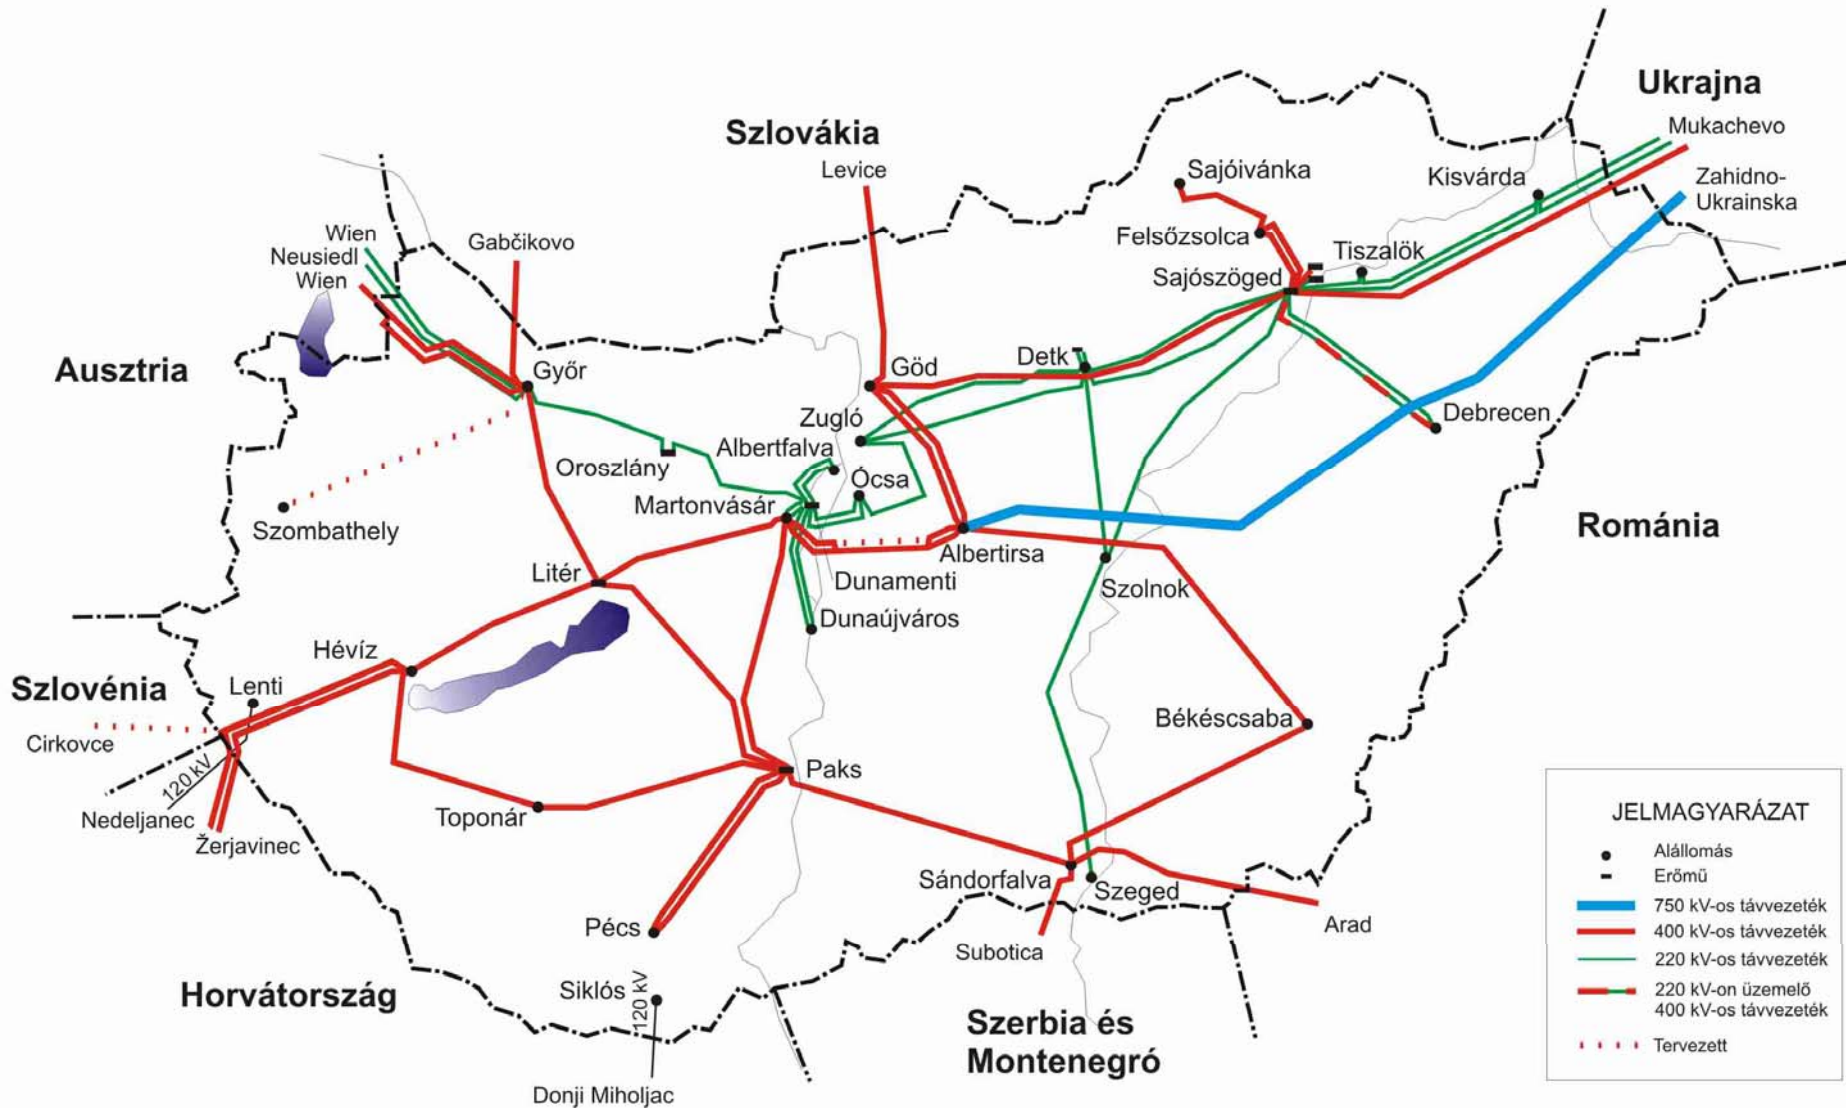 Ukrajna
Mukachevo
Szlovákia
Levice
Sajóivánka
Kisvárda
Zahidno-
Ukrainska
Wien
Neusiedl
Wien
Gabčikovo
Felsőzsolca
Tiszalök
Sajószöged
Ausztria
Győr
Göd
Detk
Debrecen
Zugló
Albertfalva
Oroszlány
Ócsa
Martonvásár
Szombathely
Románia
Albertirsa
Litér
Dunamenti
Szolnok
Dunaújváros
Hévíz
Szlovénia
Lenti
Cirkovce
120 kV
Békéscsaba
Paks
Nedeljanec
Toponár
Žerjavinec
Sándorfalva
Szeged
Pécs
Arad
Subotica
Horvátország
Siklós
120 kV
Szerbia és
Montenegró
Donji Miholjac
JELMAGYARÁZAT
Alállomás
Erőmű
750 kV-os távvezeték
400 kV-os távvezeték
220 kV-os távvezeték
220 kV-on üzemelő
400 kV-os távvezeték
Tervezett